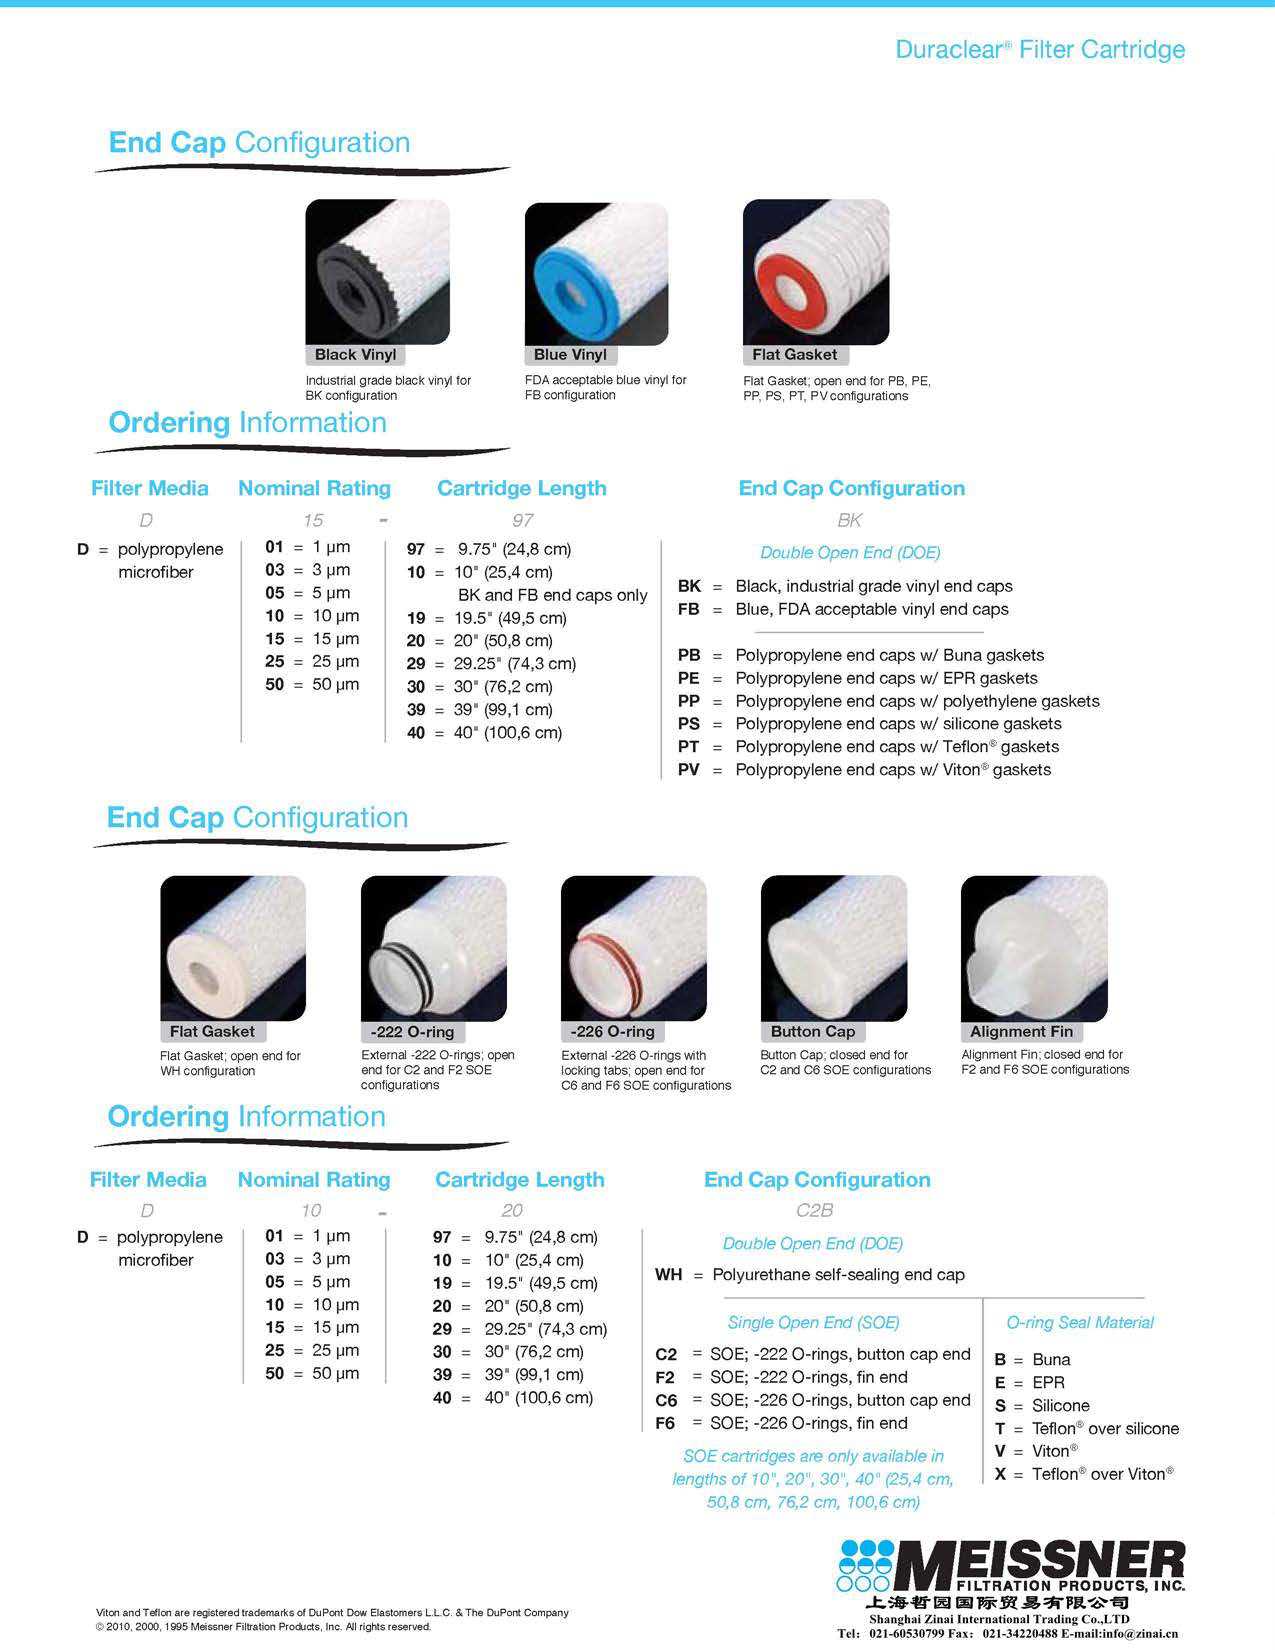 Duraclear® Filter Cartridge
End Cap Configuration
Black Vinyl
Industrial grade black vinyl for
BK configuration
Blue Vinyl
FDA acceptable blue vinyl for
FB configuration
Flat Gasket
Flat Gasket; open end for PB, PE,
PP, PS, PT, PV configurations
Ordering Information
Filter Media
D
D = polypropylene
microfiber
Nominal Rating
15 -
01 = 1 µm
03 = 3 µm
05 = 5 µm
10 = 10 µm
15 = 15 µm
25 = 25 µm
50 = 50 µm
Cartridge Length
97
97 = 9.75" (24,8 cm)
10 = 10" (25,4 cm)
BK and FB end caps only
19 = 19.5" (49,5 cm)
20 = 20" (50,8 cm)
29 = 29.25" (74,3 cm)
30 = 30" (76,2 cm)
39 = 39" (99,1 cm)
40 = 40" (100,6 cm)
End Cap Configuration
BK
Double Open End (DOE)
BK = Black, industrial grade vinyl end caps
FB = Blue, FDA acceptable vinyl end caps
PB = Polypropylene end caps w/ Buna gaskets
PE = Polypropylene end caps w/ EPR gaskets
PP = Polypropylene end caps w/ polyethylene gaskets
PS = Polypropylene end caps w/ silicone gaskets
PT = Polypropylene end caps w/ Teflon® gaskets
PV = Polypropylene end caps w/ Viton® gaskets
End Cap Configuration
Flat Gasket
Flat Gasket; open end for
WH configuration
-222 O-ring
External -222 O-rings; open
end for C2 and F2 SOE
configurations
-226 O-ring
External -226 O-rings with
locking tabs; open end for
C6 and F6 SOE configurations
Button Cap
Button Cap; closed end for
C2 and C6 SOE configurations
Alignment Fin
Alignment Fin; closed end for
F2 and F6 SOE configurations
Ordering Information
Filter Media
D
D = polypropylene
microfiber
Nominal Rating
10 -
01 = 1 µm
03 = 3 µm
05 = 5 µm
10 = 10 µm
15 = 15 µm
25 = 25 µm
50 = 50 µm
Cartridge Length
20
97 = 9.75" (24,8 cm)
10 = 10" (25,4 cm)
19 = 19.5" (49,5 cm)
20 = 20" (50,8 cm)
29 = 29.25" (74,3 cm)
30 = 30" (76,2 cm)
39 = 39" (99,1 cm)
40 = 40" (100,6 cm)
End Cap Configuration
C2B
Double Open End (DOE)
WH = Polyurethane self-sealing end cap
Single Open End (SOE)
C2 = SOE; -222 O-rings, button cap end
F2 = SOE; -222 O-rings, fin end
C6 = SOE; -226 O-rings, button cap end
F6 = SOE; -226 O-rings, fin end
SOE cartridges are only available in
lengths of 10", 20", 30", 40" (25,4 cm,
50,8 cm, 76,2 cm, 100,6 cm)
O-ring Seal Material
B = Buna
E = EPR
S = Silicone
T = Teflon® over silicone
V = Viton®
X = Teflon® over Viton®
MEISSNER
FILTRATION PRODUCTS, INC.
上海哲园国际贸易有限公司
Shanghai Zinai International Trading Co.,LTD
Tel: 021-60530799 Fax: 021-34220488 E-mail:info@zinai.cn
Viton and Teflon are registered trademarks of DuPont Dow Elastomers L.L.C. & The DuPont Company
© 2010, 2000, 1995 Meissner Filtration Products, Inc. All rights reserved.